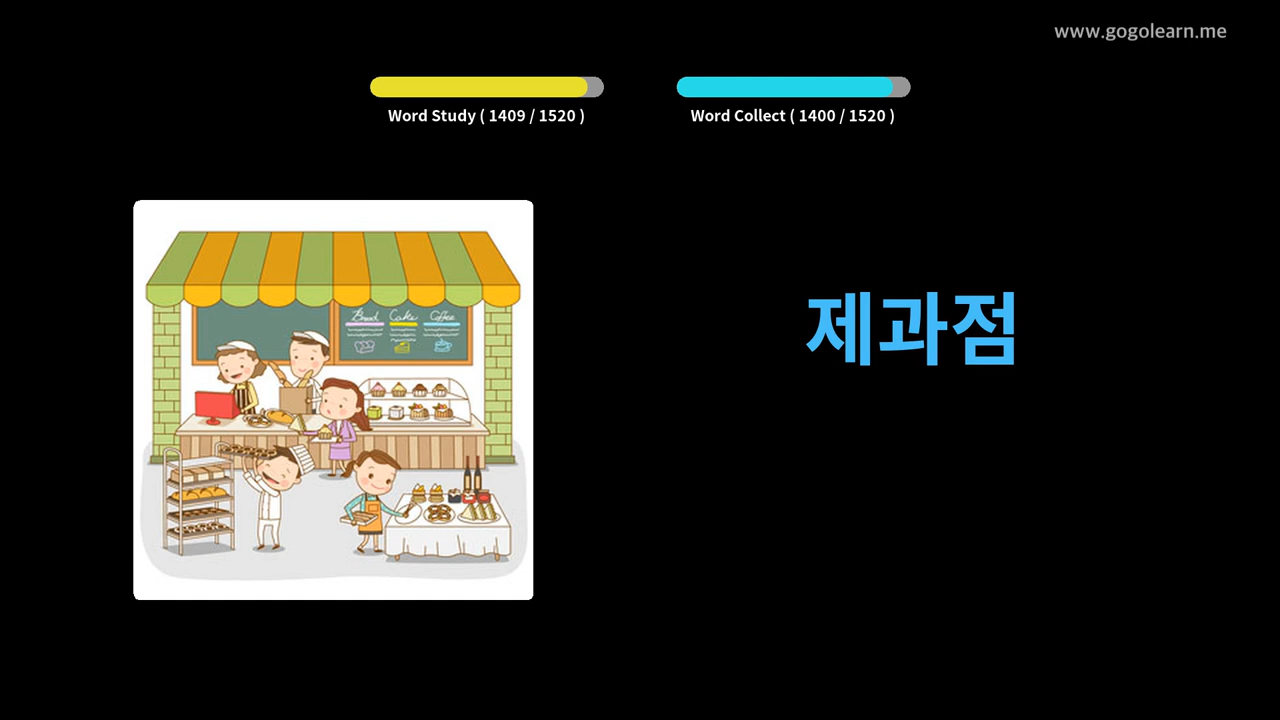 www.gogolearn.me
Word Study ( 1409 / 1520 )
Word Collect ( 1400 / 1520 )
Bread Cake Coffee
제과점